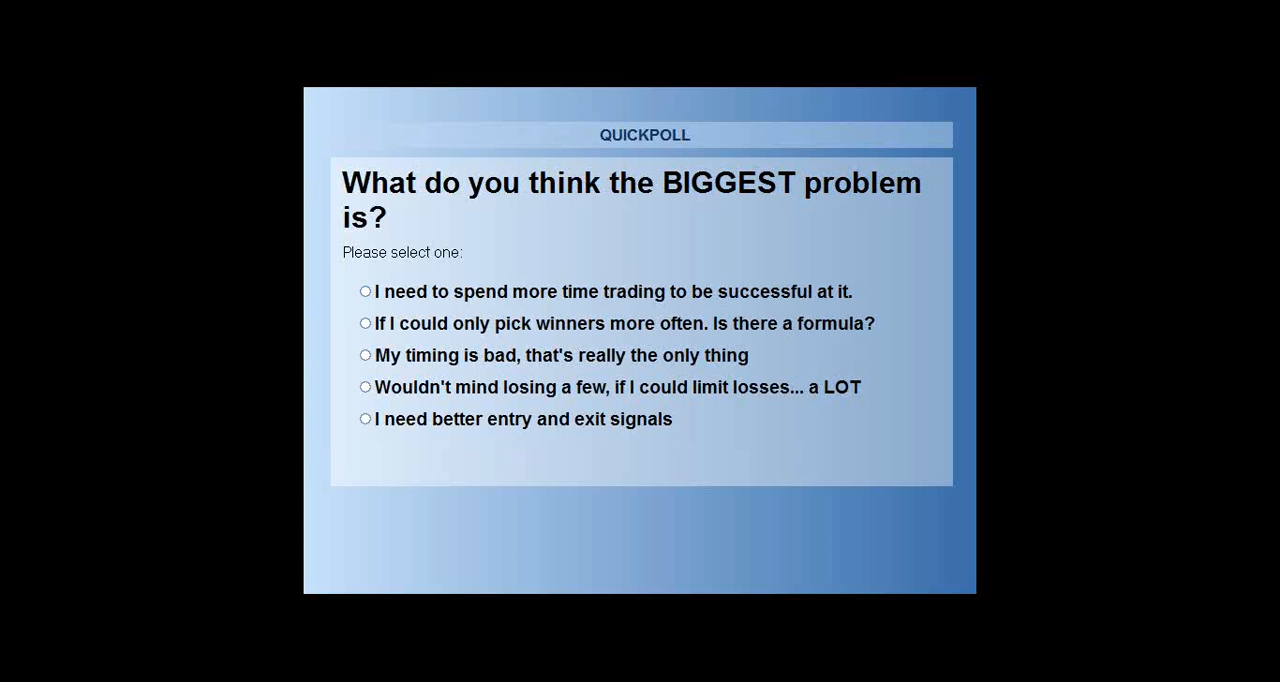 QUICKPOLL
What do you think the BIGGEST problem
is?
Please select one:
I need to spend more time trading to be successful at it.
If I could only pick winners more often. Is there a formula?
My timing is bad, that's really the only thing
Wouldn't mind losing a few, if I could limit losses... a LOT
I need better entry and exit signals